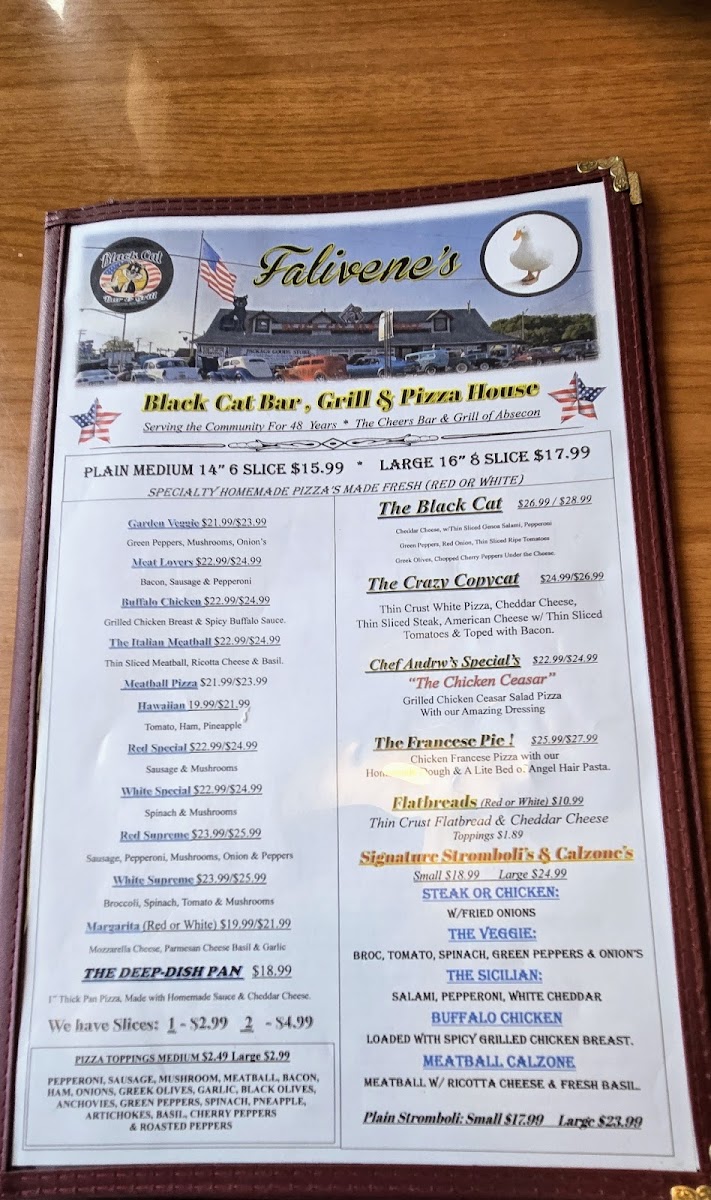 Black Cat
Bar & Grill
Falivene's
PACKAGE GOODS STORE
Black Cat Bar , Grill & Pizza House
Serving the Community For 48 Years * The Cheers Bar & Grill of Absecon
PLAIN MEDIUM 14" 6 SLICE $15.99 * LARGE 16" 8 SLICE $17.99
SPECIALTY HOMEMADE PIZZA'S MADE FRESH (RED OR WHITE)
Garden Veggie $21.99/$23.99
Green Peppers, Mushrooms, Onion's
Meat Lovers $22.99/$24.99
Bacon, Sausage & Pepperoni
Buffalo Chicken $22.99/$24.99
Grilled Chicken Breast & Spicy Buffalo Sauce.
The Italian Meatball $22.99/$24.99
Thin Sliced Meatball, Ricotta Cheese & Basil.
Meatball Pizza $21.99/$23.99
Hawaiian 19.99/$21.99
Tomato, Ham, Pineapple
Red Special $22.99/$24.99
Sausage & Mushrooms
White Special $22.99/$24.99
Spinach & Mushrooms
Red Supreme $23.99/$25.99
Sausage, Pepperoni, Mushrooms, Onion & Peppers
White Supreme $23.99/$25.99
Broccoli, Spinach, Tomato & Mushrooms
Margarita (Red or White) $19.99/$21.99
Mozzarella Cheese, Parmesan Cheese Basil & Garlic
THE DEEP-DISH PAN $18.99
1" Thick Pan Pizza, Made with Homemade Sauce & Cheddar Cheese.
We have Slices: 1 - $2.99 2 - $4.99
PIZZA TOPPINGS MEDIUM $2.49 Large $2.99
PEPPERONI, SAUSAGE, MUSHROOM, MEATBALL, BACON,
HAM, ONIONS, GREEK OLIVES, GARLIC, BLACK OLIVES,
ANCHOVIES, GREEN PEPPERS, SPINACH, PNEAPPLE,
ARTICHOKES, BASIL, CHERRY PEPPERS
& ROASTED PEPPERS
The Black Cat $26.99 / $28.99
Cheddar Cheese, w/Thin Sliced Genoa Salami, Pepperoni
Green Peppers, Red Onion, Thin Sliced Ripe Tomatoes
Greek Olives, Chopped Cherry Peppers Under the Cheese.
The Crazy Copycat $24.99/$26.99
Thin Crust White Pizza, Cheddar Cheese,
Thin Sliced Steak, American Cheese w/ Thin Sliced
Tomatoes & Toped with Bacon.
Chef Andrw's Special's $22.99/$24.99
"The Chicken Ceasar"
Grilled Chicken Ceasar Salad Pizza
With our Amazing Dressing
The Francese Pie ! $25.99/$27.99
Chicken Francese Pizza with our
Dough & A Lite Bed of Angel Hair Pasta.
Flatbreads (Red or White) $10.99
Thin Crust Flatbread & Cheddar Cheese
Toppings $1.89
Signature Stromboli's & Calzone's
Small $18.99 Large $24.99
STEAK OR CHICKEN:
W/FRIED ONIONS
THE VEGGIE:
BROC, TOMATO, SPINACH, GREEN PEPPERS & ONION'S
THE SICILIAN:
SALAMI, PEPPERONI, WHITE CHEDDAR
BUFFALO CHICKEN
LOADED WITH SPICY GRILLED CHICKEN BREAST.
MEATBALL CALZONE
MEATBALL W/ RICOTTA CHEESE & FRESH BASIL.
Plain Stromboli: Small $17.99 Large $23.99